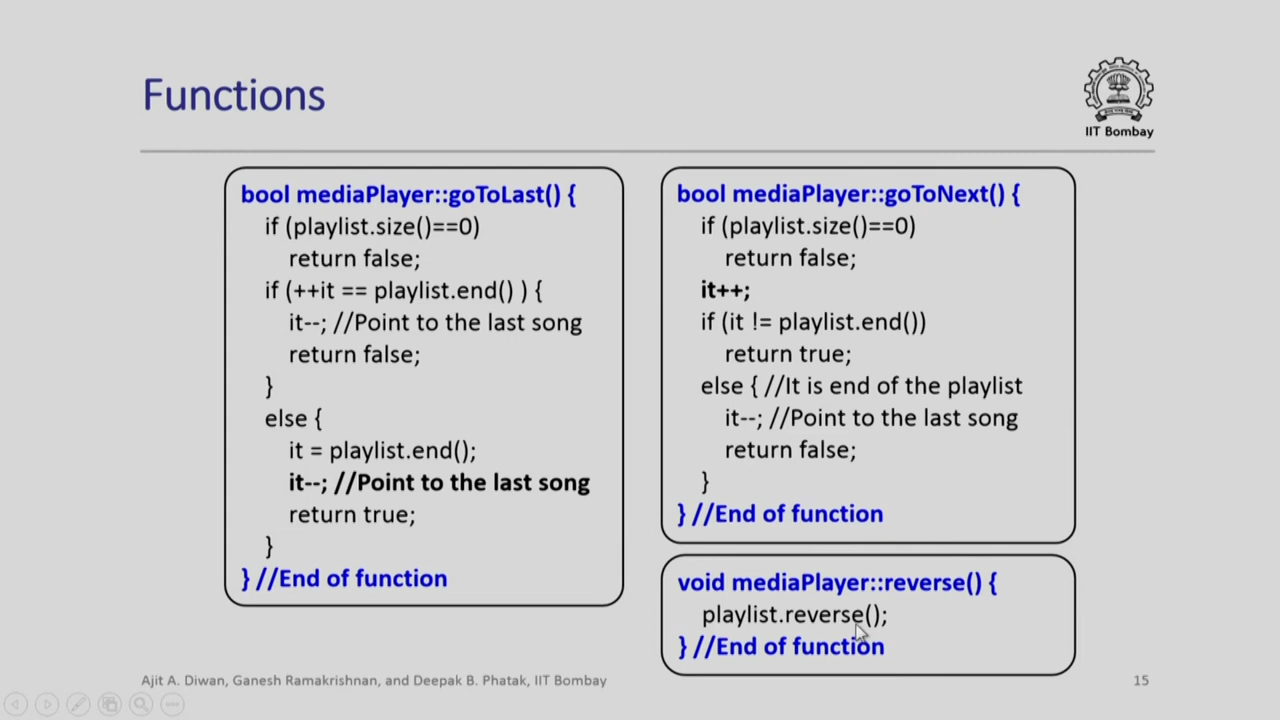 Functions
IIT Bombay
bool mediaPlayer::goToLast() {
if (playlist.size()==0)
return false;
if (++it == playlist.end() ) {
it--; //Point to the last song
return false;
}
else {
it = playlist.end();
it--; //Point to the last song
return true;
}
} //End of function
bool mediaPlayer::goToNext() {
if (playlist.size()==0)
return false;
it++;
if (it != playlist.end())
return true;
else { //It is end of the playlist
it--; //Point to the last song
return false;
}
} //End of function
void mediaPlayer::reverse() {
playlist.reverse();
} //End of function
Ajit A. Diwan, Ganesh Ramakrishnan, and Deepak B. Phatak, IIT Bombay
15